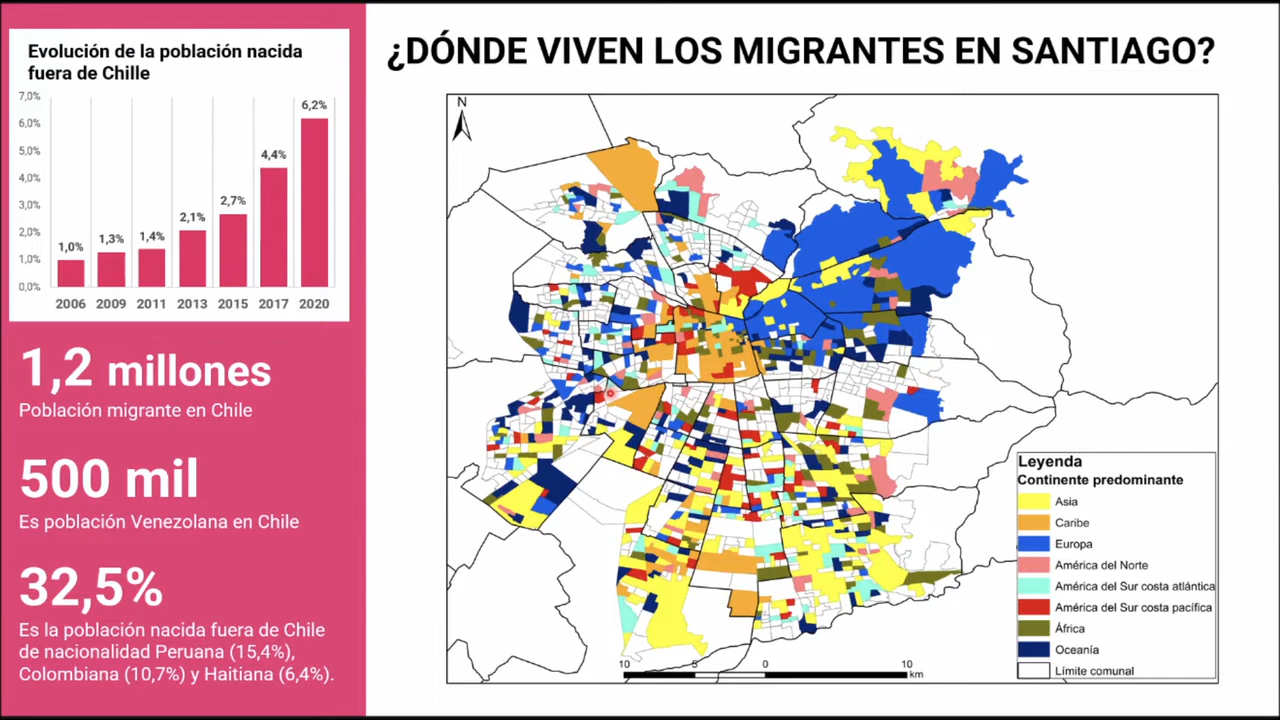 Evolución de la población nacida
fuera de Chille
7,0%
6,0%
5,0%
4,0%
3,0%
2,0%
1,0%
0,0%
1,0%
1,3%
1,4%
2,1%
2,7%
4,4%
6,2%
2006 2009 2011 2013 2015 2017 2020
1,2 millones
Población migrante en Chile
500 mil
Es población Venezolana en Chile
32,5%
Es la población nacida fuera de Chile
de nacionalidad Peruana (15,4%),
Colombiana (10,7%) y Haitiana (6,4%).
¿DÓNDE VIVEN LOS MIGRANTES EN SANTIAGO?
N
Leyenda
Continente predominante
Asia
Caribe
Europa
América del Norte
América del Sur costa atlántica
América del Sur costa pacífica
África
Oceanía
Límite comunal
10 5 0 10
km